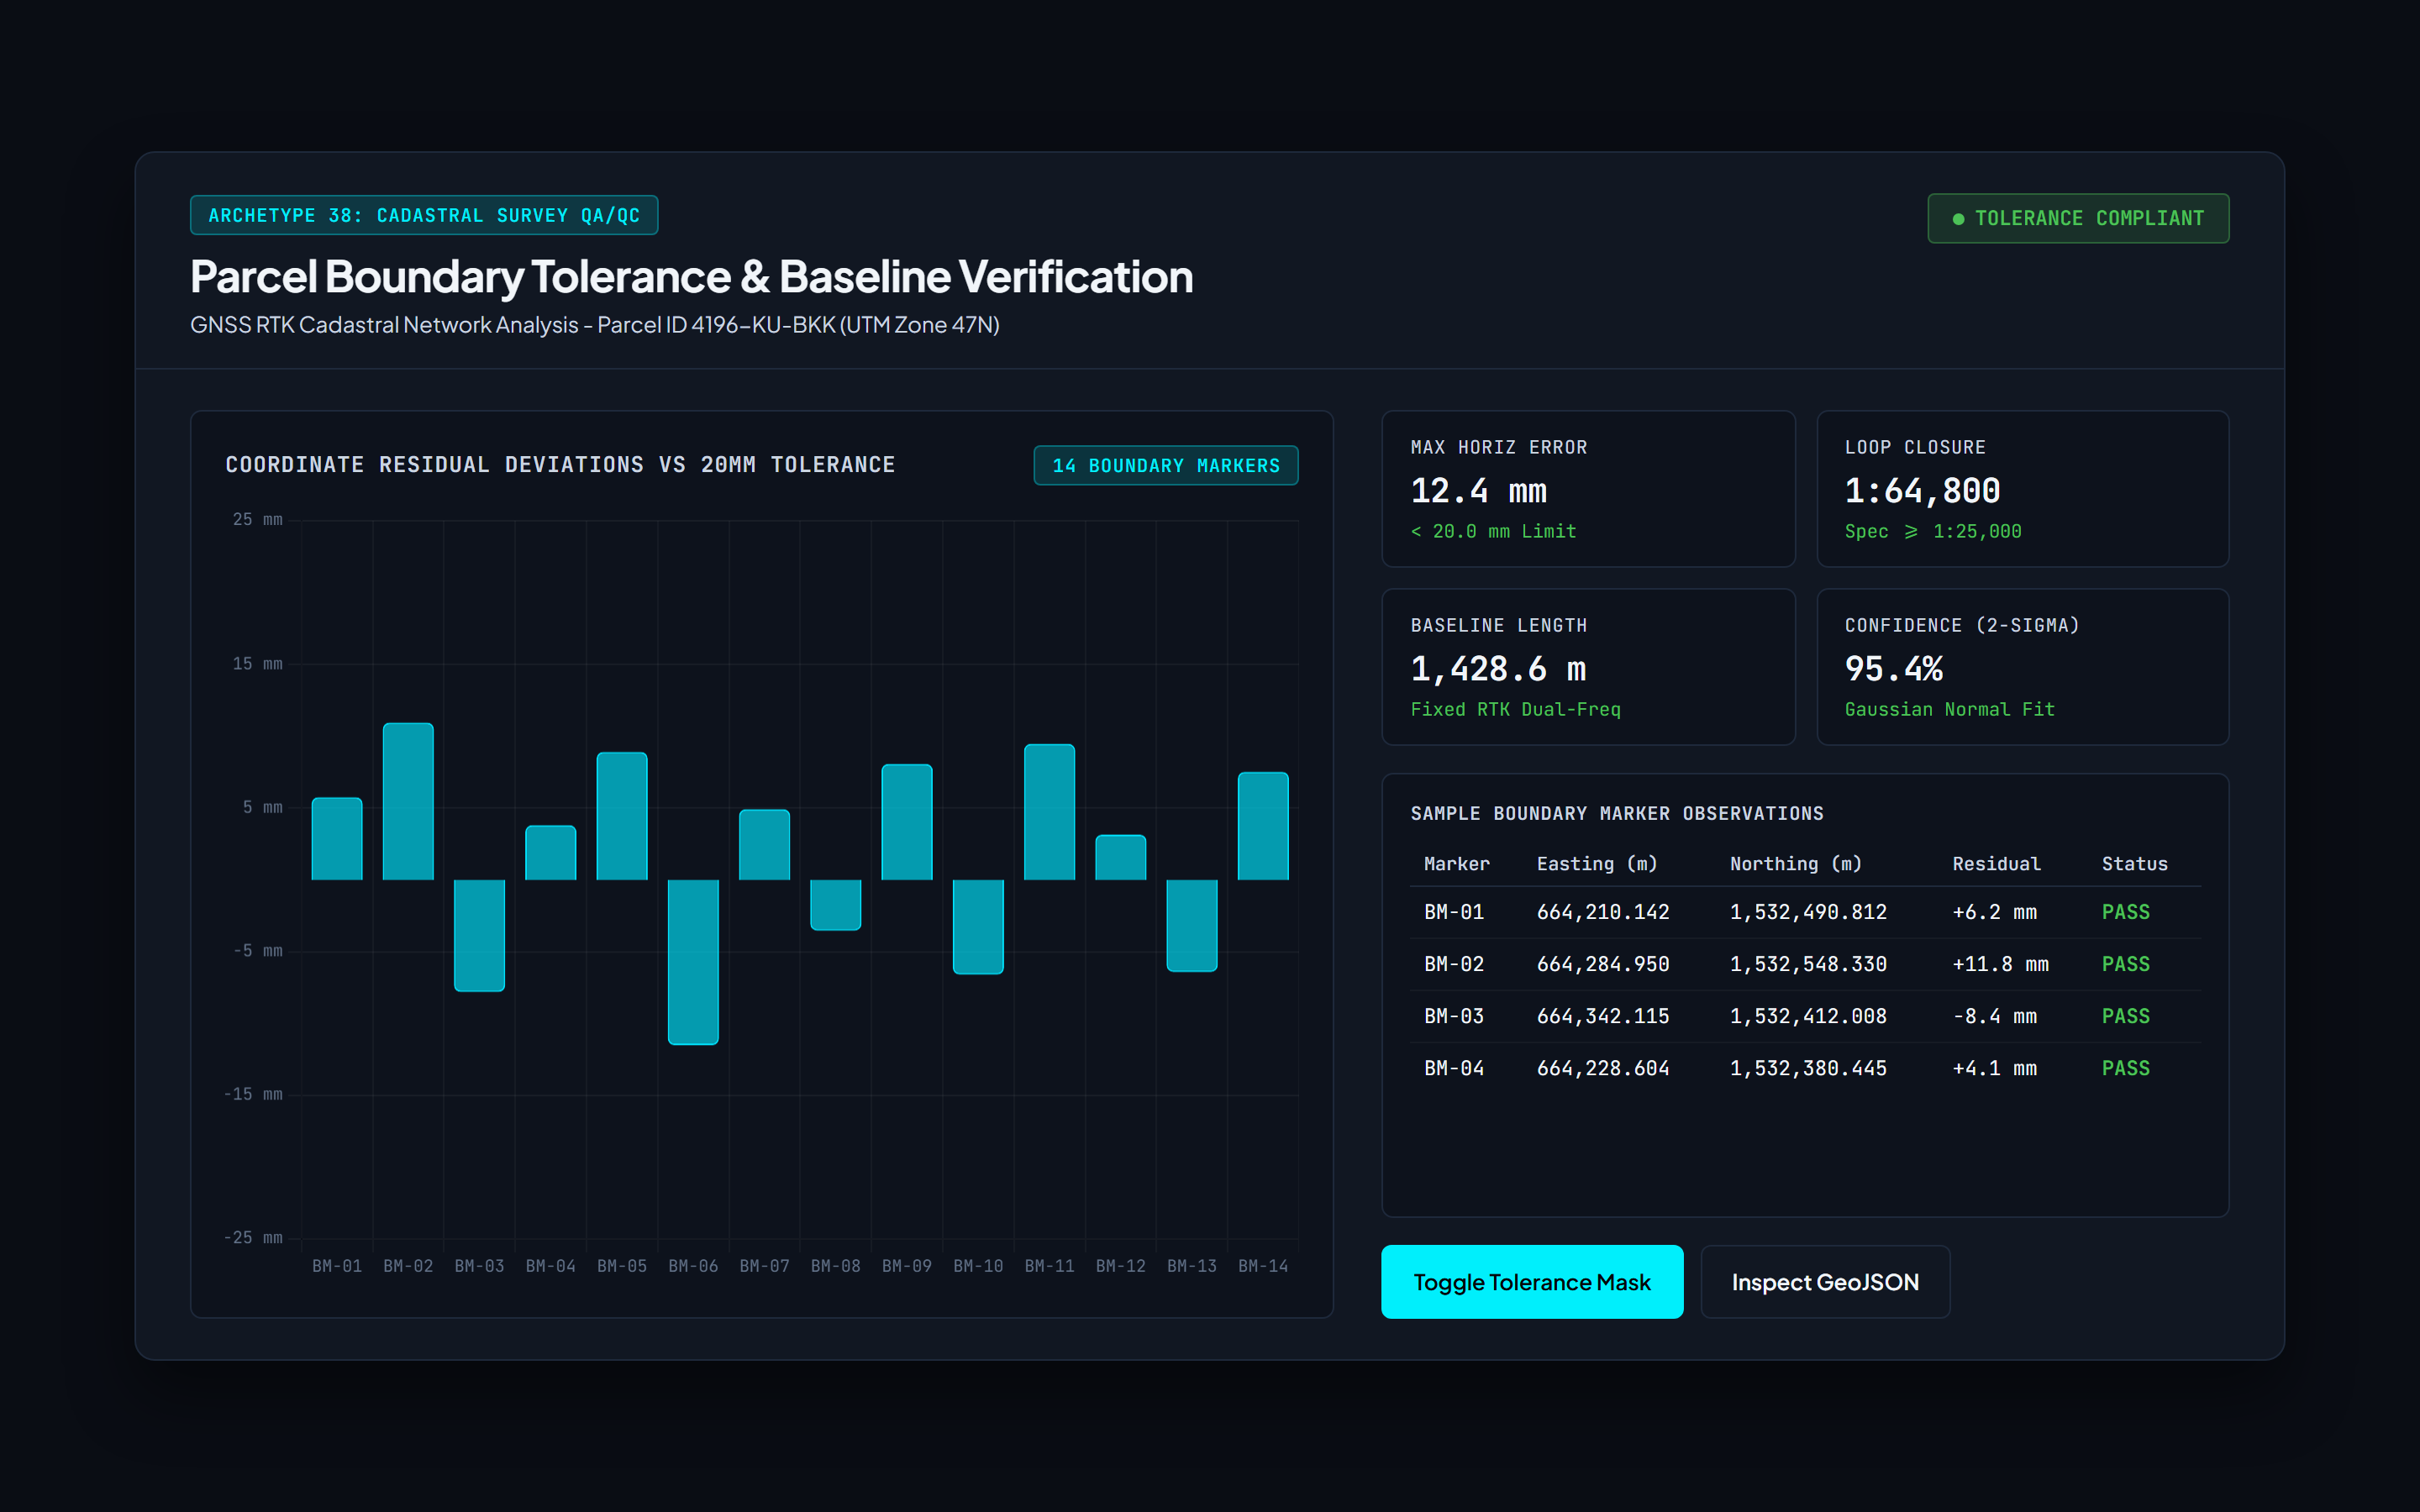 ARCHETYPE 38: CADASTRAL SURVEY QA/QC
TOLERANCE COMPLIANT
Parcel Boundary Tolerance & Baseline Verification
GNSS RTK Cadastral Network Analysis - Parcel ID 4196-KU-BKK (UTM Zone 47N)
COORDINATE RESIDUAL DEVIATIONS VS 20MM TOLERANCE
14 BOUNDARY MARKERS
25 mm
15 mm
5 mm
-5 mm
-15 mm
-25 mm
BM-01 BM-02 BM-03 BM-04 BM-05 BM-06 BM-07 BM-08 BM-09 BM-10 BM-11 BM-12 BM-13 BM-14
MAX HORIZ ERROR
12.4 mm
< 20.0 mm Limit
LOOP CLOSURE
1:64,800
Spec ⩾ 1:25,000
BASELINE LENGTH
1,428.6 m
Fixed RTK Dual-Freq
CONFIDENCE (2-SIGMA)
95.4%
Gaussian Normal Fit
SAMPLE BOUNDARY MARKER OBSERVATIONS
Marker Easting (m) Northing (m) Residual Status
BM-01 664,210.142 1,532,490.812 +6.2 mm PASS
BM-02 664,284.950 1,532,548.330 +11.8 mm PASS
BM-03 664,342.115 1,532,412.008 -8.4 mm PASS
BM-04 664,228.604 1,532,380.445 +4.1 mm PASS
Toggle Tolerance Mask
Inspect GeoJSON